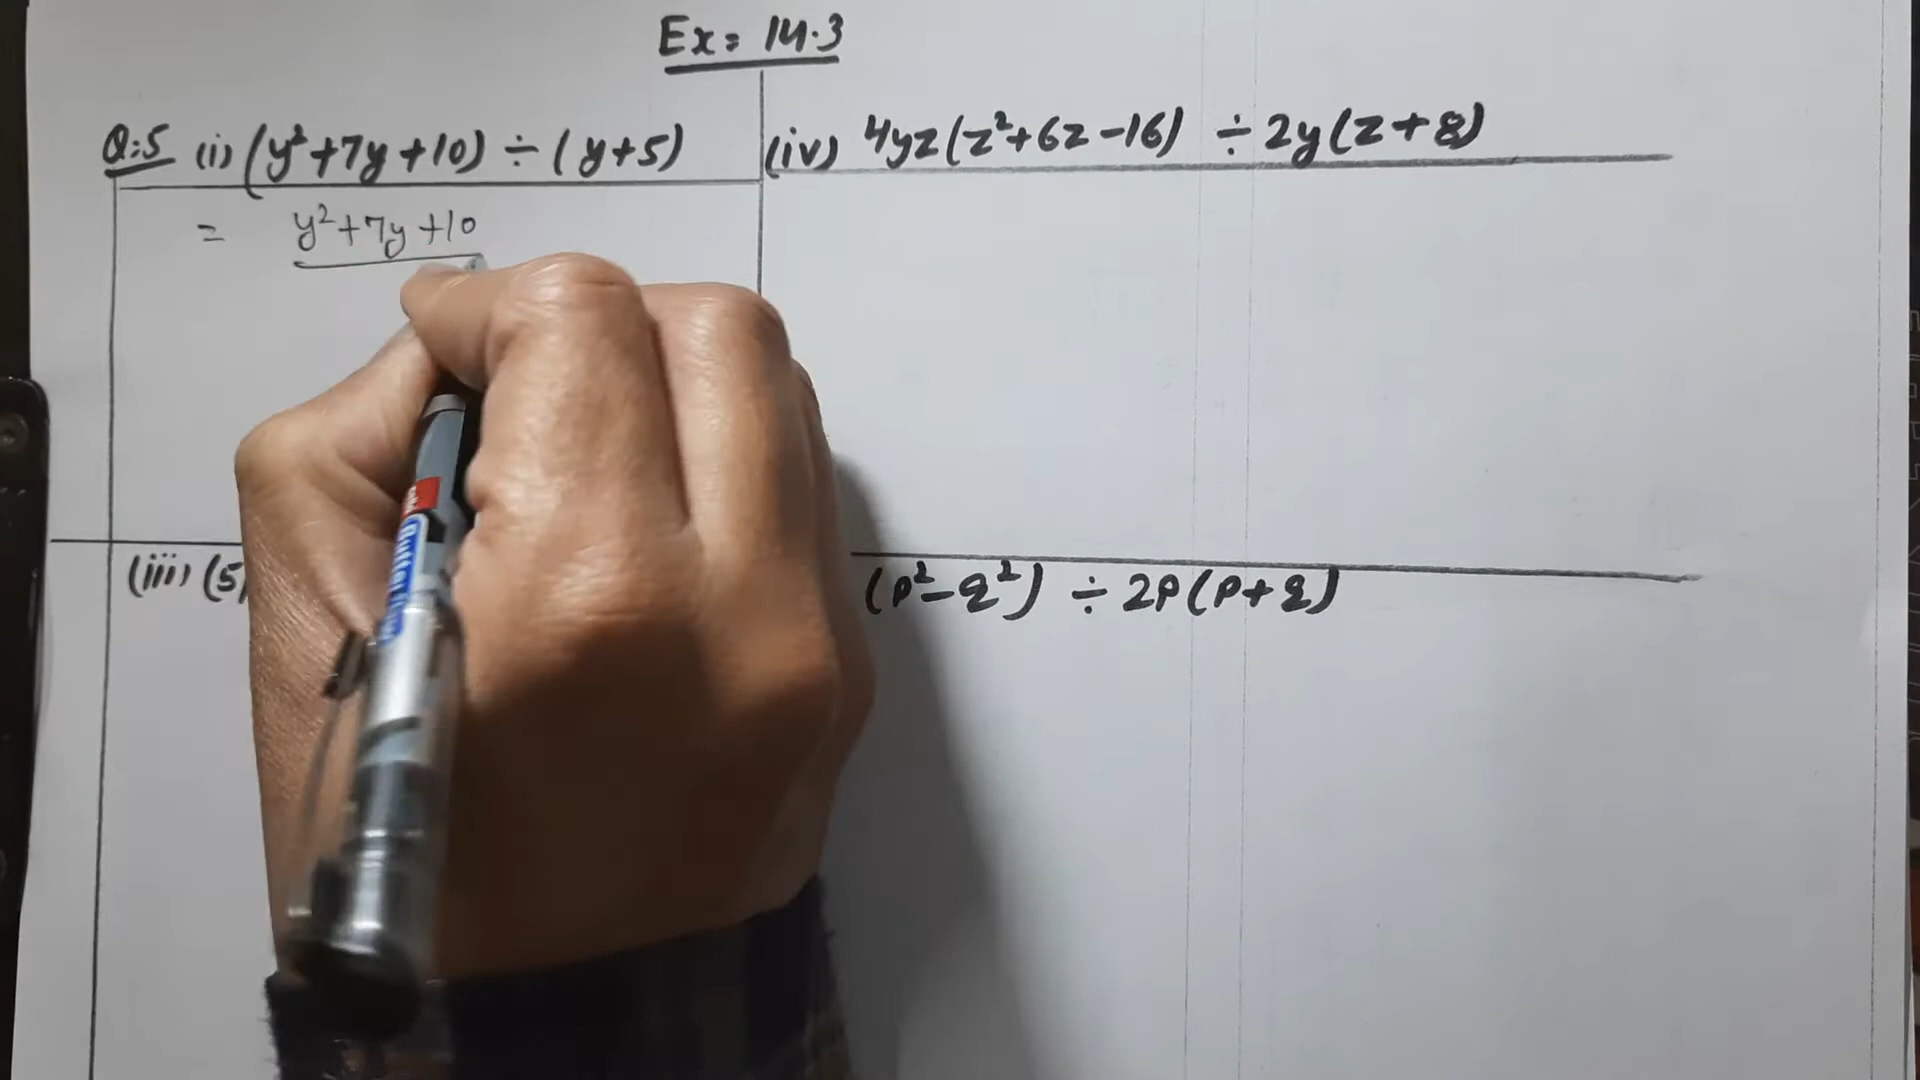 Ex= 14.3
Q:5 (i) (y²+7y+10) ÷ (y+5)
= y²+7y+10
(iv) 4yz(z²+6z-16) ÷ 2y(z+8)
(iii) (5
(p²-q²) ÷ 2p(p+q)